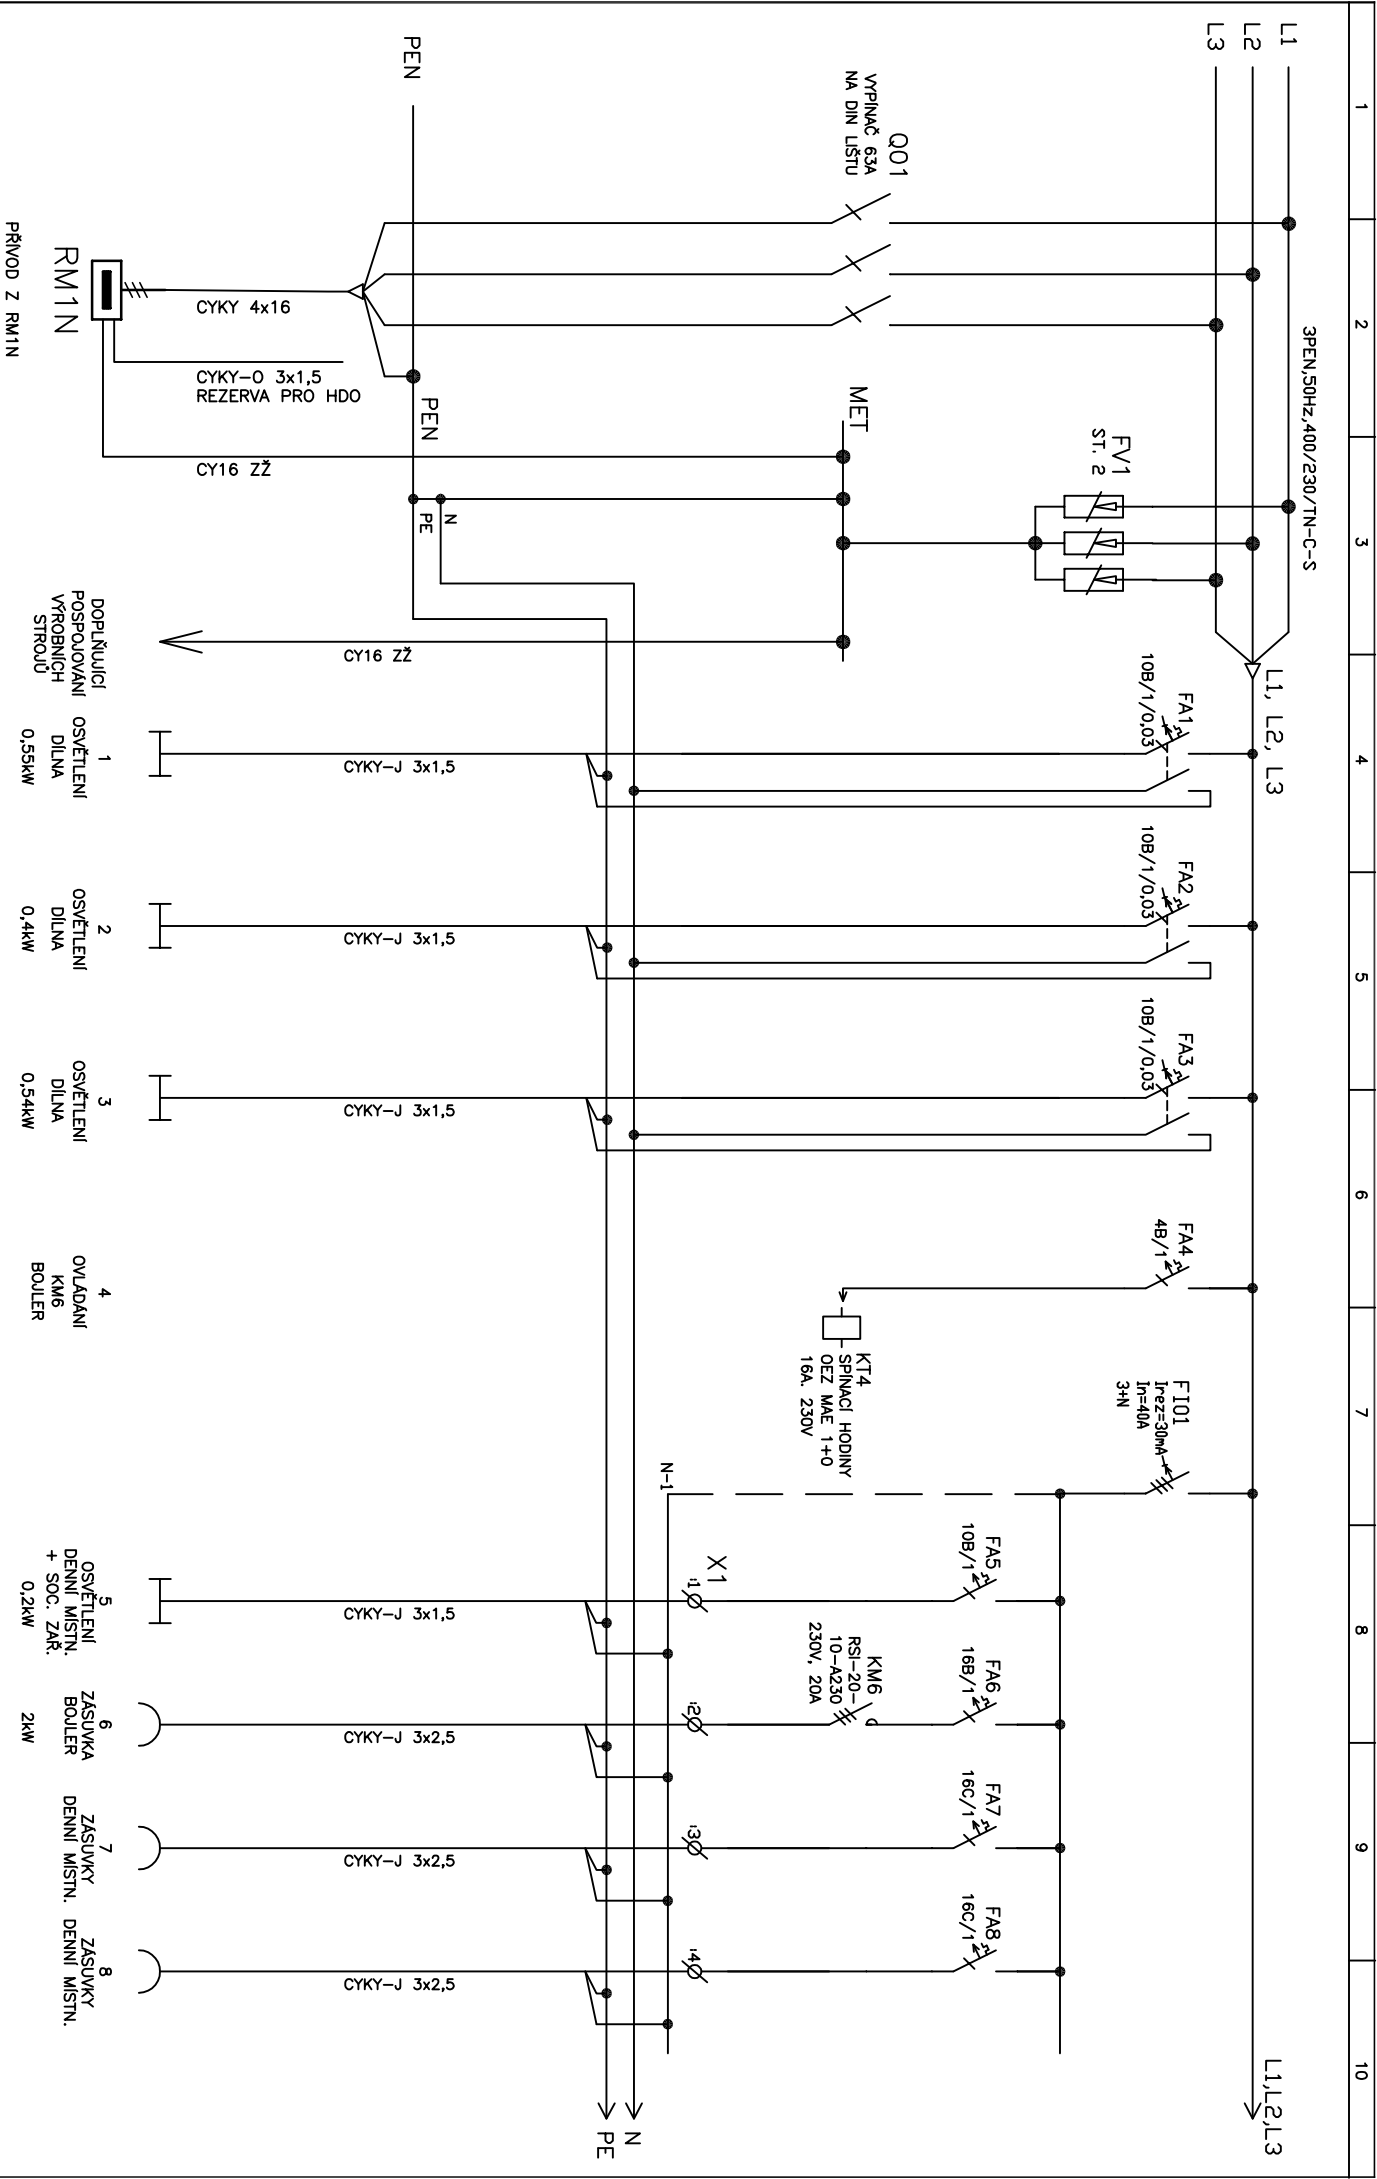 1
2
3
4
5
6
7
8
9
10
L1
L2
L3
3PEN,50Hz,400/230/TN-C-S
L1, L2, L3
L1,L2,L3
Q01
VYPÍNAČ 63A
NA DIN LIŠTU
FV1
ST. 2
MET
PEN
PEN
N
PE
FA1
10B/1/0,03
FA2
10B/1/0,03
FA3
10B/1/0,03
FA4
4B/1
FI01
Irez=30mA
In=40A
3+N
KT4
SPÍNACÍ HODINY
OEZ MAE 1+0
16A. 230V
FA5
10B/1
FA6
16B/1
FA7
16C/1
FA8
16C/1
KM6
RSI-20-
10-A230
230V, 20A
X1
:1
:2
:3
:4
N-1
N
PE
CYKY 4x16
CYKY-O 3x1,5
REZERVA PRO HDO
CY16 ZŽ
CY16 ZŽ
CYKY-J 3x1,5
CYKY-J 3x1,5
CYKY-J 3x1,5
CYKY-J 3x1,5
CYKY-J 3x2,5
CYKY-J 3x2,5
CYKY-J 3x2,5
RM1N
PŘÍVOD Z RM1N
DOPLŇUJÍCÍ
POSPOJOVÁNÍ
VÝROBNÍCH
STROJŮ
1
OSVĚTLENÍ
DÍLNA
0,55kW
2
OSVĚTLENÍ
DÍLNA
0,4kW
3
OSVĚTLENÍ
DÍLNA
0,54kW
4
OVLÁDÁNÍ
KM6
BOJLER
5
OSVĚTLENÍ
DENNÍ MÍSTN.
+ SOC. ZAŘ.
0,2kW
6
ZÁSUVKA
BOJLER
2kW
7
ZÁSUVKY
DENNÍ MÍSTN.
8
ZÁSUVKY
DENNÍ MÍSTN.